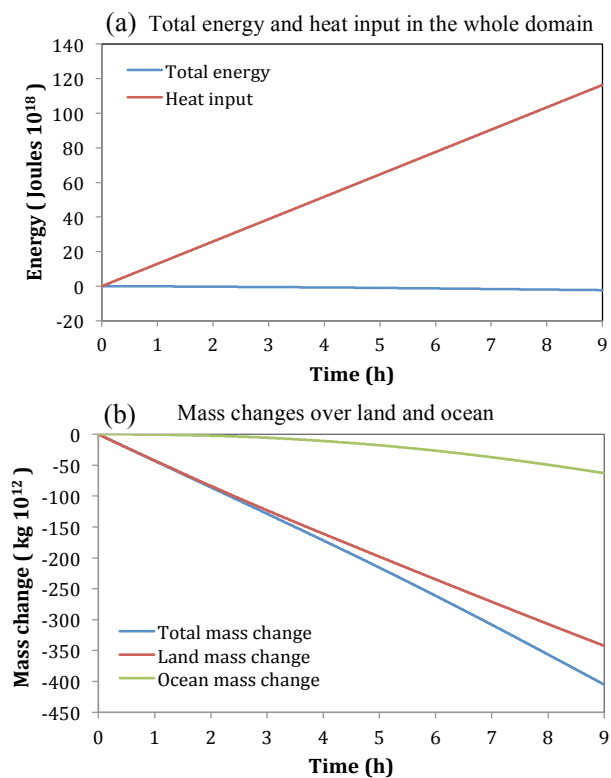 (a) Total energy and heat input in the whole domain
140
120
100
80
60
40
20
0
-20
Energy ( Joules 10¹⁸)
Total energy
Heat input
0 1 2 3 4 5 6 7 8 9
Time (h)
(b) Mass changes over land and ocean
0
-50
-100
-150
-200
-250
-300
-350
-400
-450
Mass change ( kg 10¹²)
Total mass change
Land mass change
Ocean mass change
0 1 2 3 4 5 6 7 8 9
Time (h)